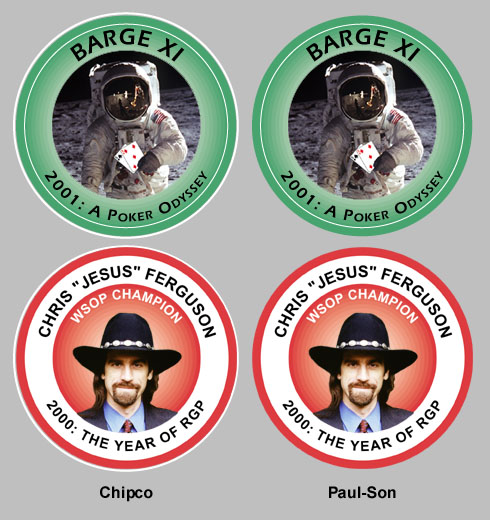 BARGE XI
2001: A POKER ODYSSEY
BARGE XI
2001: A POKER ODYSSEY
CHRIS "JESUS" FERGUSON
WSOP CHAMPION
2000: THE YEAR OF RGP
CHRIS "JESUS" FERGUSON
WSOP CHAMPION
2000: THE YEAR OF RGP
Chipco
Paul-Son